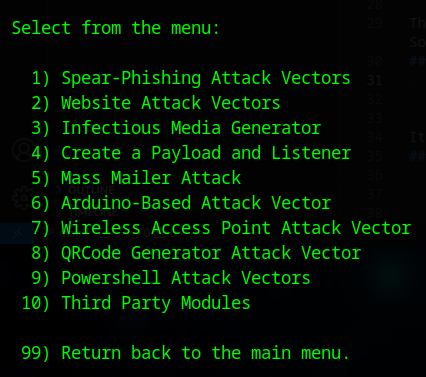 Select from the menu:
1) Spear-Phishing Attack Vectors
2) Website Attack Vectors
3) Infectious Media Generator
4) Create a Payload and Listener
5) Mass Mailer Attack
6) Arduino-Based Attack Vector
7) Wireless Access Point Attack Vector
8) QRCode Generator Attack Vector
9) Powershell Attack Vectors
10) Third Party Modules
99) Return back to the main menu.